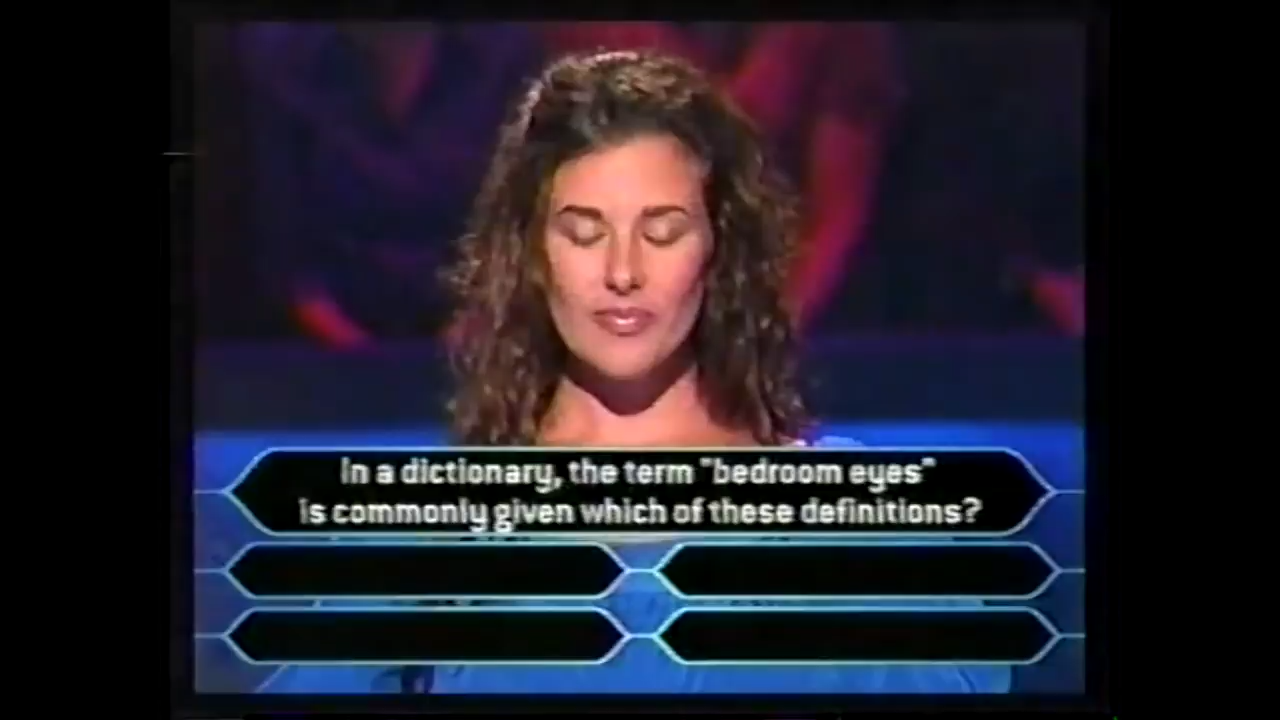 In a dictionary, the term "bedroom eyes"
is commonly given which of these definitions?